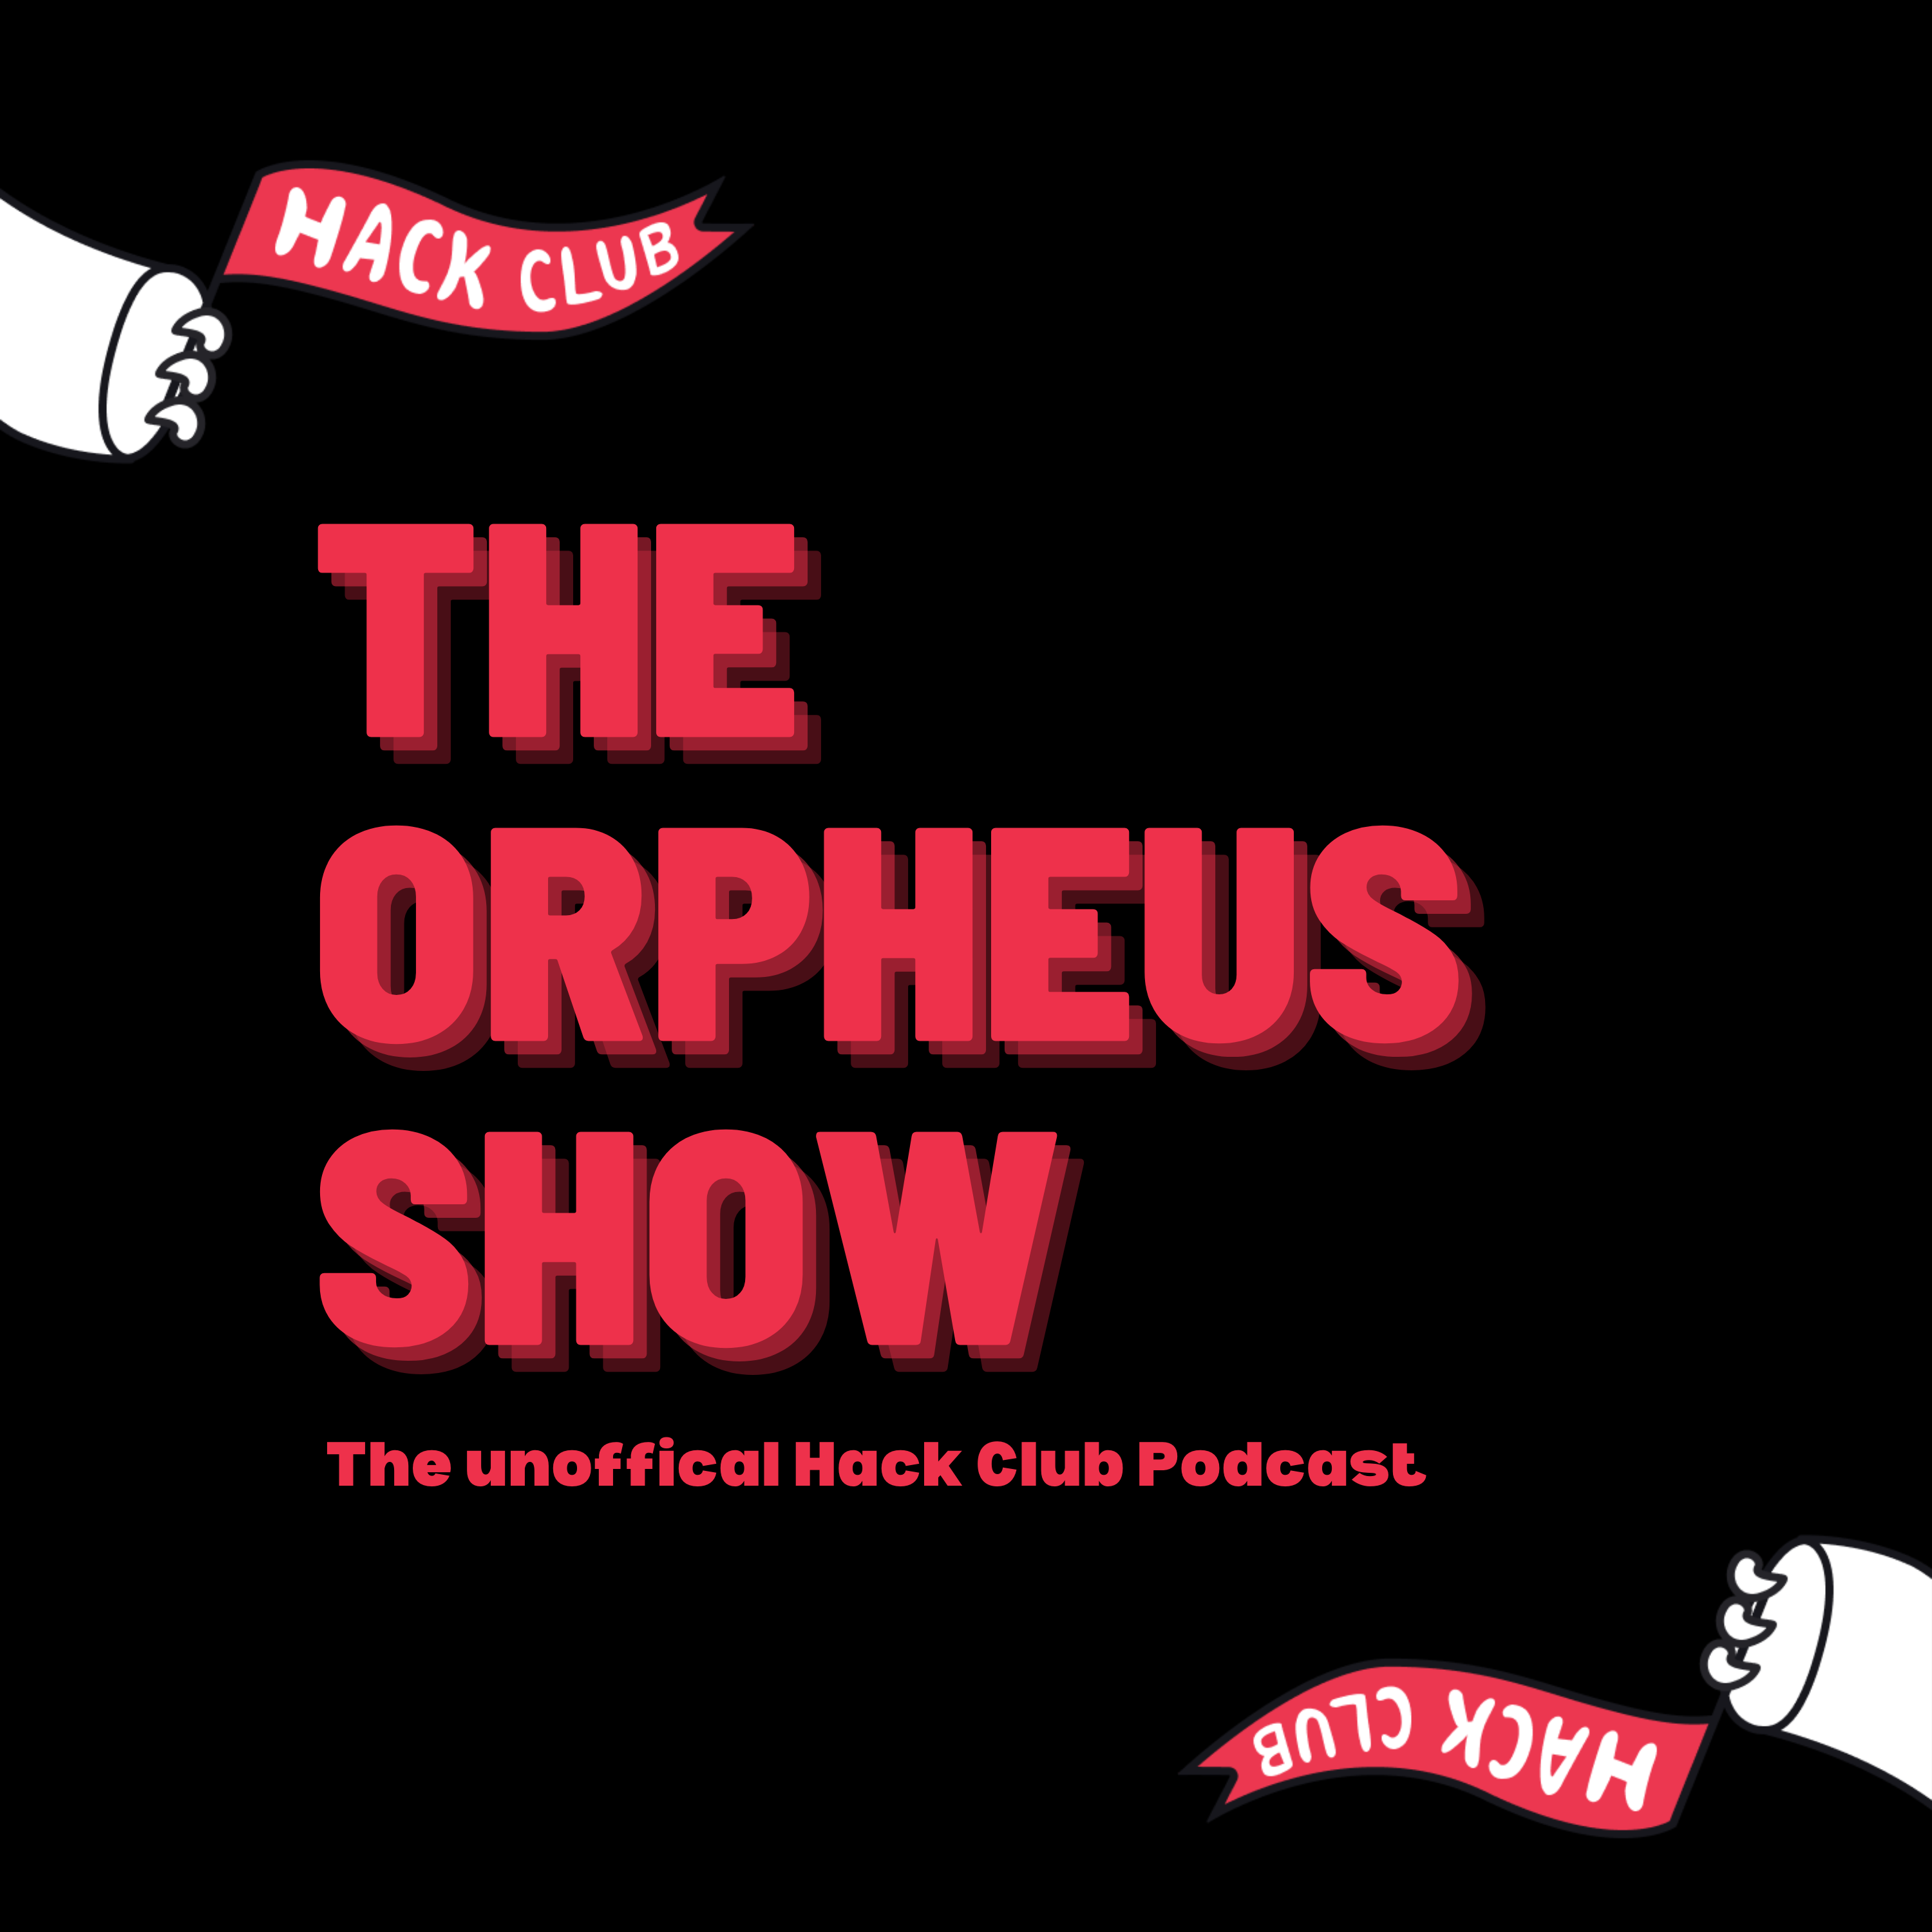 HACK CLUB
THE
ORPHEUS
SHOW
The unoffical Hack Club Podcast
HACK CLUB